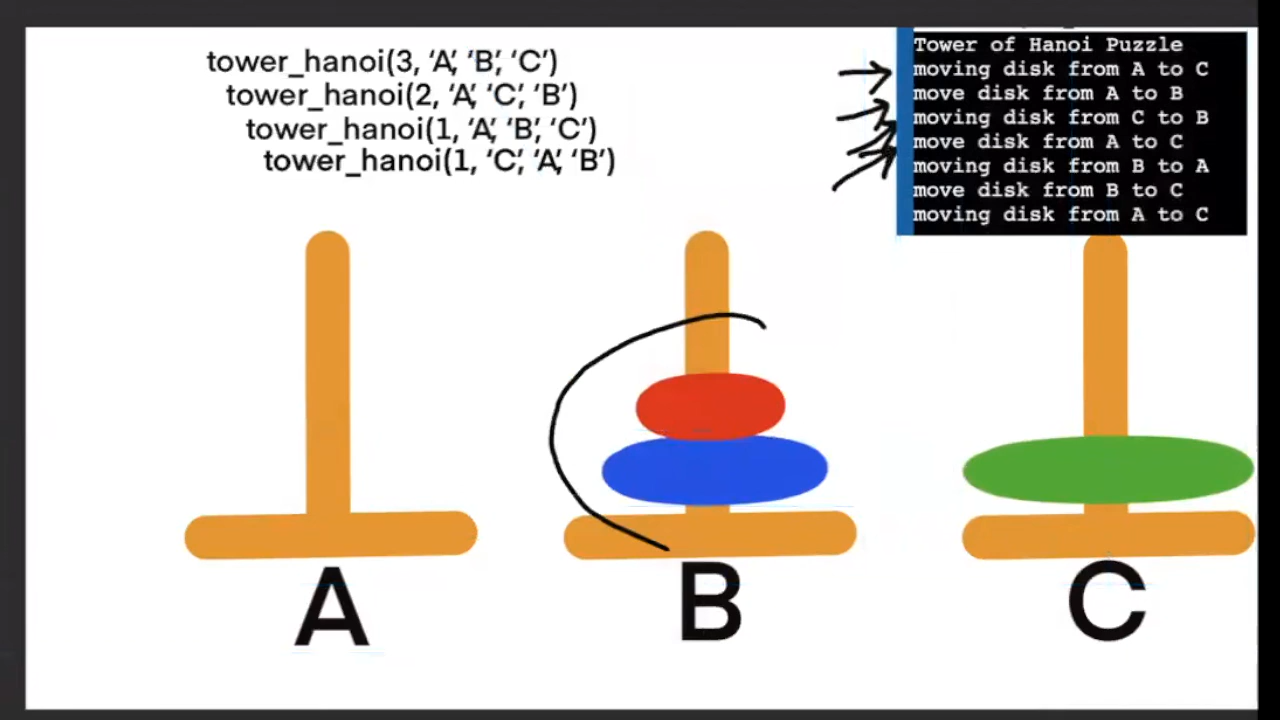 tower_hanoi(3, ‘A’, ‘B’, ‘C’)
tower_hanoi(2, ‘A’, ‘C’, ‘B’)
tower_hanoi(1, ‘A’, ‘B’, ‘C’)
tower_hanoi(1, ‘C’, ‘A’, ‘B’)
Tower of Hanoi Puzzle
moving disk from A to C
move disk from A to B
moving disk from C to B
move disk from A to C
moving disk from B to A
move disk from B to C
moving disk from A to C
A
B
C